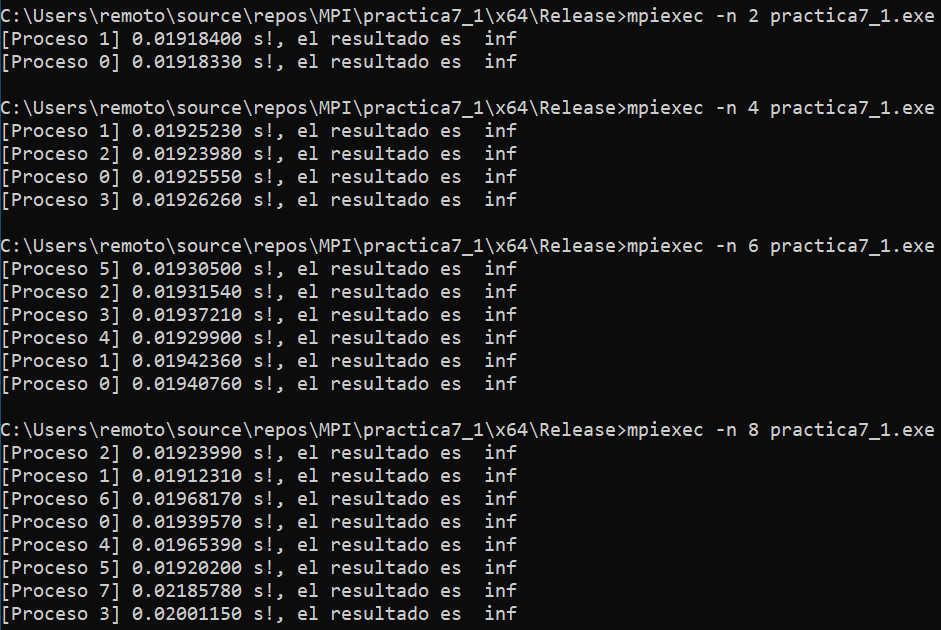 C:\Users\remoto\source\repos\MPI\practica7_1\x64\Release>mpiexec -n 2 practica7_1.exe
[Proceso 1] 0.01918400 s!, el resultado es  inf
[Proceso 0] 0.01918330 s!, el resultado es  inf

C:\Users\remoto\source\repos\MPI\practica7_1\x64\Release>mpiexec -n 4 practica7_1.exe
[Proceso 1] 0.01925230 s!, el resultado es  inf
[Proceso 2] 0.01923980 s!, el resultado es  inf
[Proceso 0] 0.01925550 s!, el resultado es  inf
[Proceso 3] 0.01926260 s!, el resultado es  inf

C:\Users\remoto\source\repos\MPI\practica7_1\x64\Release>mpiexec -n 6 practica7_1.exe
[Proceso 5] 0.01930500 s!, el resultado es  inf
[Proceso 2] 0.01931540 s!, el resultado es  inf
[Proceso 3] 0.01937210 s!, el resultado es  inf
[Proceso 4] 0.01929900 s!, el resultado es  inf
[Proceso 1] 0.01942360 s!, el resultado es  inf
[Proceso 0] 0.01940760 s!, el resultado es  inf

C:\Users\remoto\source\repos\MPI\practica7_1\x64\Release>mpiexec -n 8 practica7_1.exe
[Proceso 2] 0.01923990 s!, el resultado es  inf
[Proceso 1] 0.01912310 s!, el resultado es  inf
[Proceso 6] 0.01968170 s!, el resultado es  inf
[Proceso 0] 0.01939570 s!, el resultado es  inf
[Proceso 4] 0.01965390 s!, el resultado es  inf
[Proceso 5] 0.01920200 s!, el resultado es  inf
[Proceso 7] 0.02185780 s!, el resultado es  inf
[Proceso 3] 0.02001150 s!, el resultado es  inf